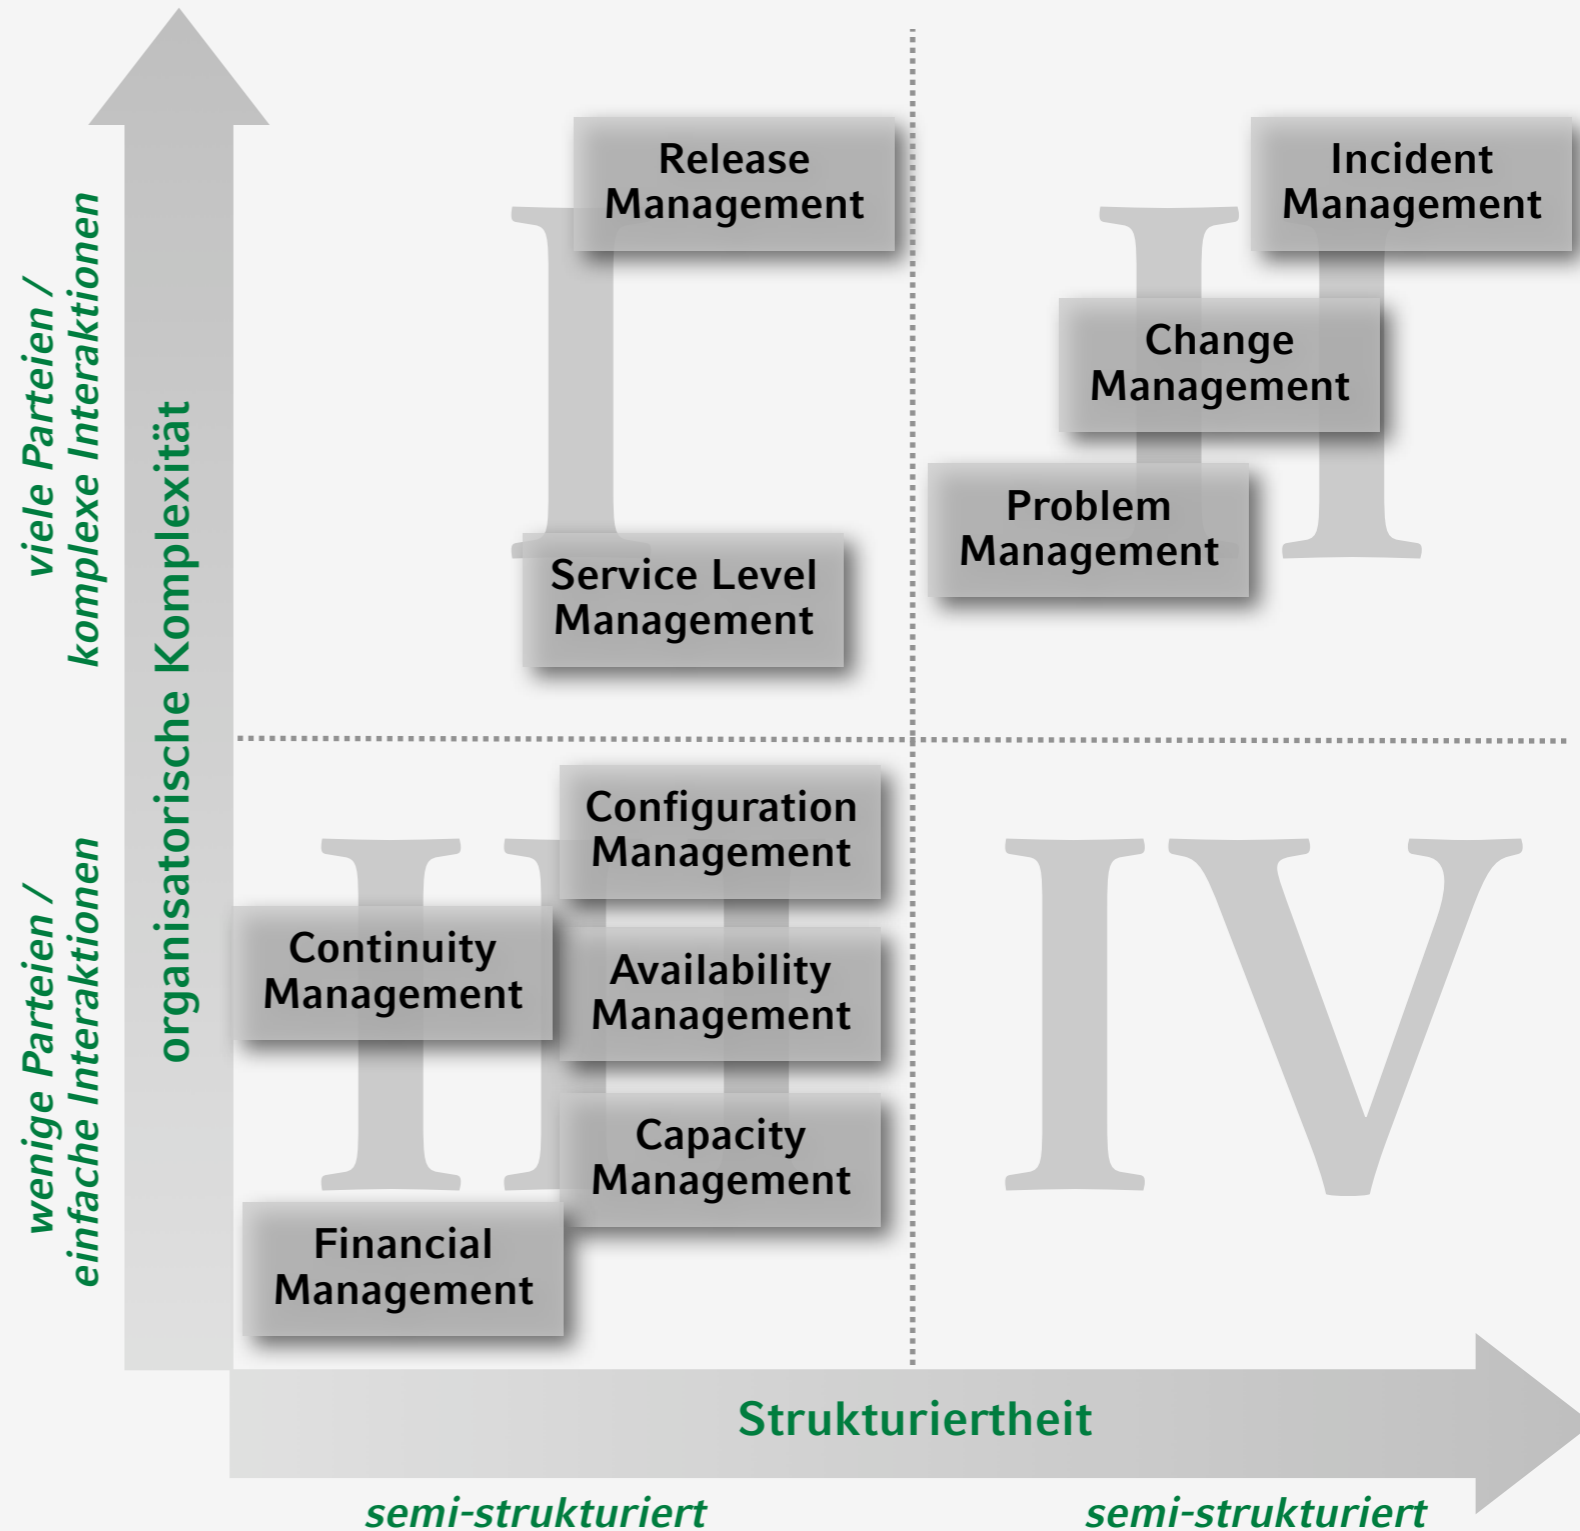 viele Parteien /
komplexe Interaktionen
wenige Parteien /
einfache Interaktionen
organisatorische Komplexität
I
Release
Management
Service Level
Management
II
Incident
Management
Change
Management
Problem
Management
III
Configuration
Management
Continuity
Management
Availability
Management
Capacity
Management
Financial
Management
IV
Strukturiertheit
semi-strukturiert
semi-strukturiert